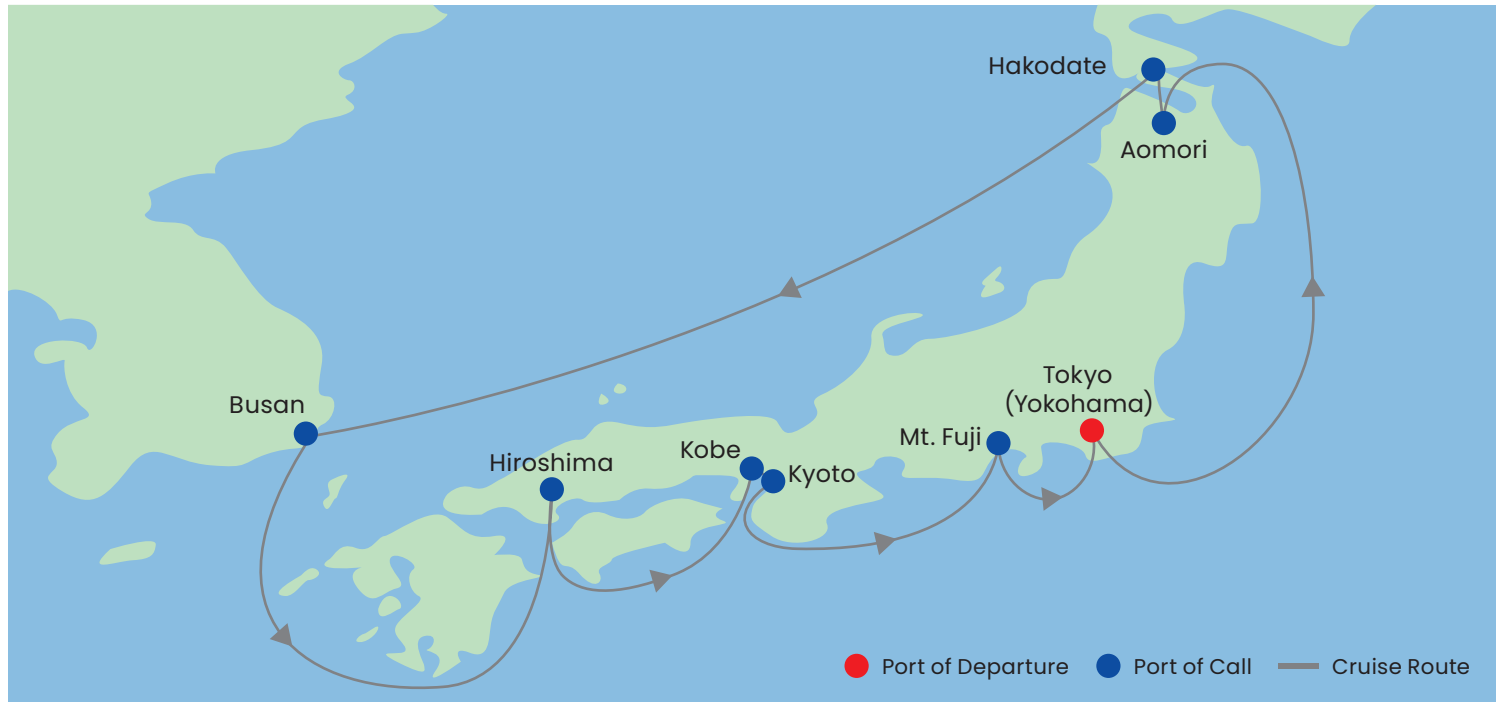 Hakodate
Aomori
Tokyo
(Yokohama)
Busan
Mt. Fuji
Kobe
Hiroshima
Kyoto
Port of Departure
Port of Call
Cruise Route